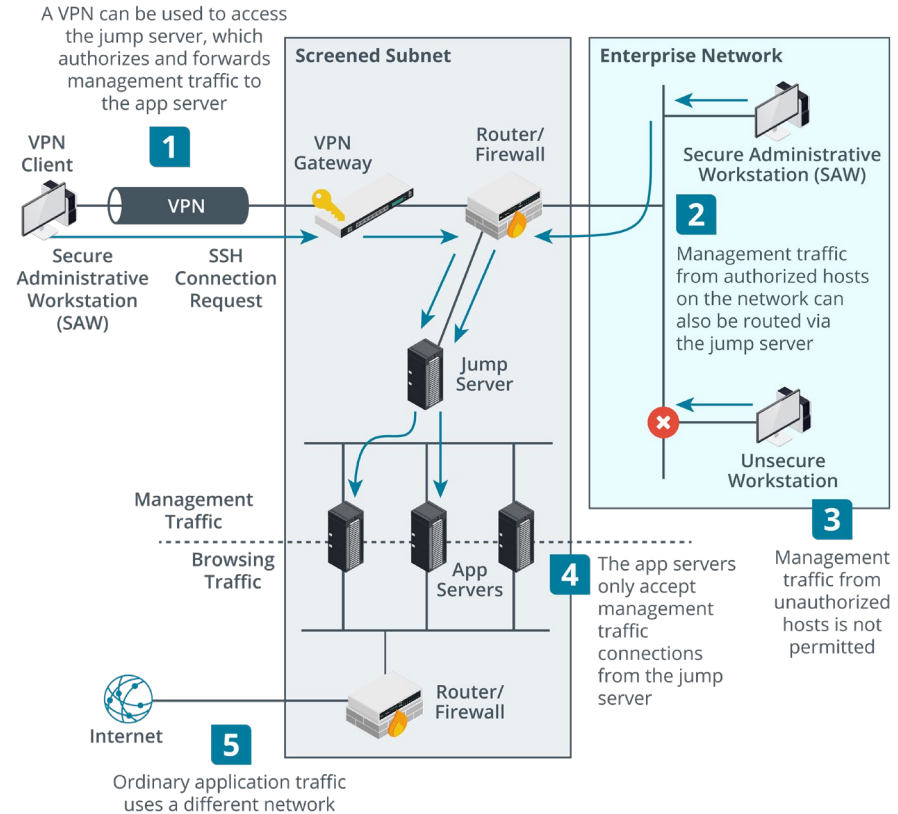 A VPN can be used to access
the jump server, which
authorizes and forwards
management traffic to
the app server
1
Screened Subnet
Enterprise Network
VPN
Client
VPN
Gateway
Router/
Firewall
Secure Administrative
Workstation (SAW)
VPN
2
Secure
Administrative
Workstation
(SAW)
SSH
Connection
Request
Management traffic
from authorized hosts
on the network can
also be routed via
the jump server
Jump
Server
Unsecure
Workstation
Management
Traffic
3
Browsing
Traffic
App
Servers
4
The app servers
only accept
management
traffic
connections
from the jump
server
Management
traffic from
unauthorized
hosts is not
permitted
Router/
Firewall
Internet
5
Ordinary application traffic
uses a different network